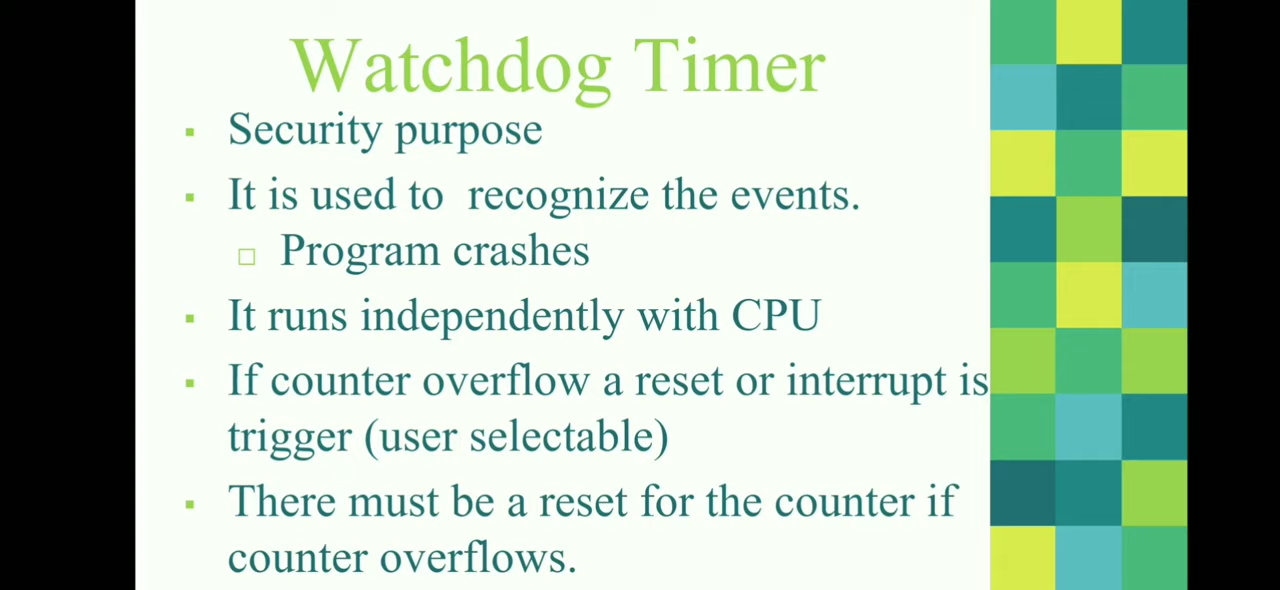 Watchdog Timer
Security purpose
It is used to recognize the events.
Program crashes
It runs independently with CPU
If counter overflow a reset or interrupt is
trigger (user selectable)
There must be a reset for the counter if
counter overflows.